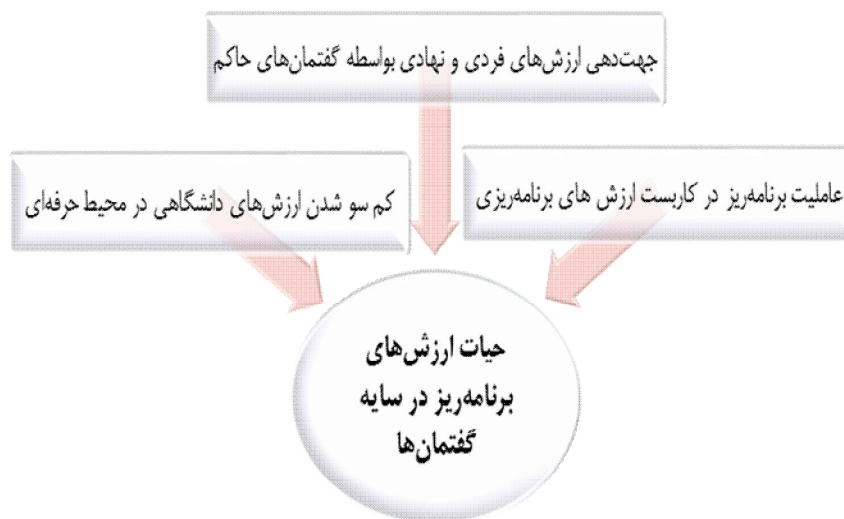 جهت‌دهی ارزش‌های فردی و نهادی بواسطه گفتمان‌های حاکم
عاملیت برنامه‌ریز در کاربست ارزش های برنامه‌ریزی
کم سو شدن ارزش‌های دانشگاهی در محیط حرفه‌ای
حیات ارزش‌های
برنامه‌ریز در سایه
گفتمان‌ها